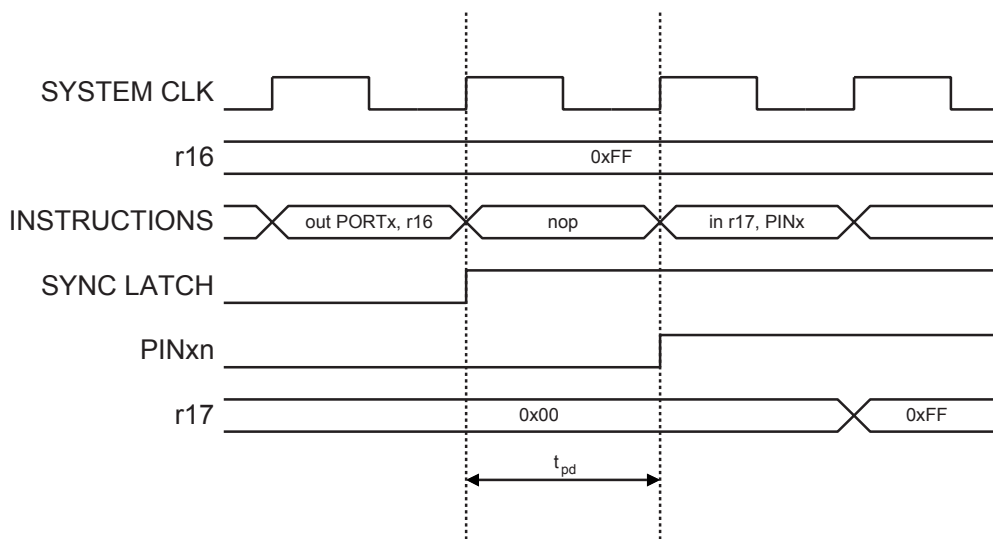 SYSTEM CLK
r16
0xFF
INSTRUCTIONS
out PORTx, r16
nop
in r17, PINx
SYNC LATCH
PINxn
r17
0x00
0xFF
tpd